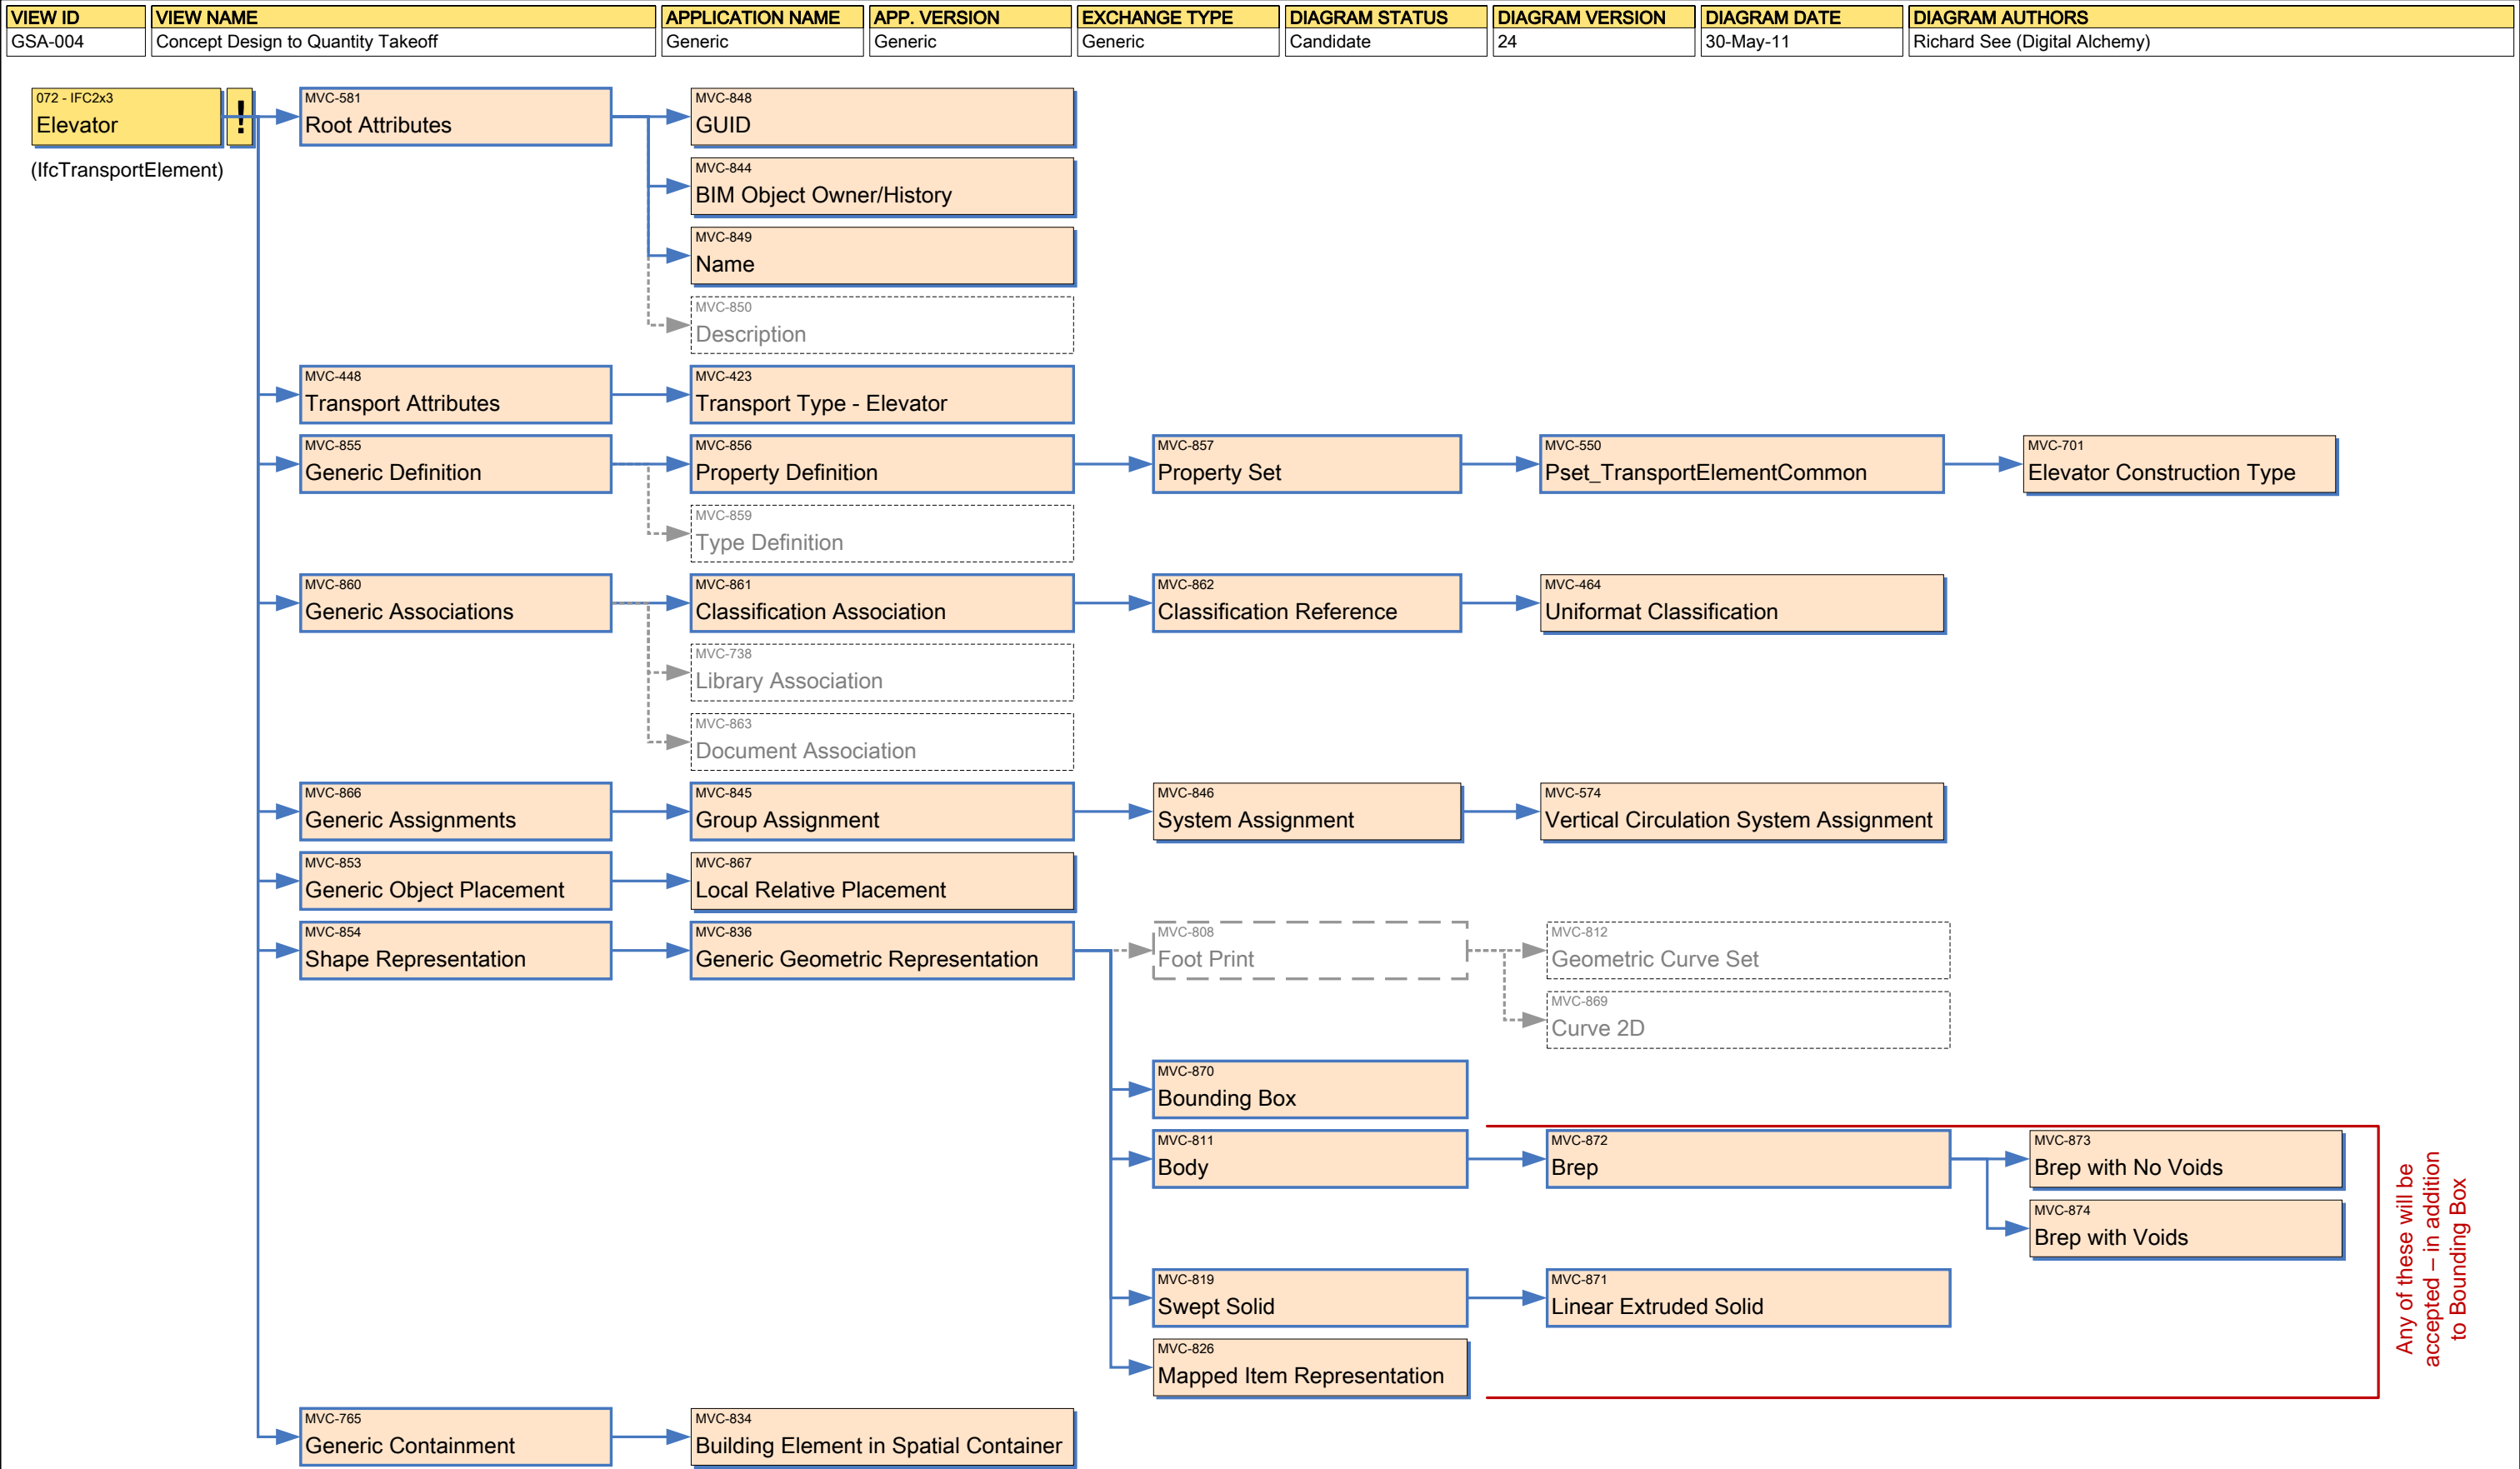 VIEW ID
VIEW NAME
APPLICATION NAME
APP. VERSION
EXCHANGE TYPE
DIAGRAM STATUS
DIAGRAM VERSION
DIAGRAM DATE
DIAGRAM AUTHORS
GSA-004
Concept Design to Quantity Takeoff
Generic
Generic
Generic
Candidate
24
30-May-11
Richard See (Digital Alchemy)
072 - IFC2x3
Elevator
!
(IfcTransportElement)
MVC-581
Root Attributes
MVC-848
GUID
MVC-844
BIM Object Owner/History
MVC-849
Name
MVC-850
Description
MVC-448
Transport Attributes
MVC-423
Transport Type - Elevator
MVC-855
Generic Definition
MVC-856
Property Definition
MVC-857
Property Set
MVC-550
Pset_TransportElementCommon
MVC-701
Elevator Construction Type
MVC-859
Type Definition
MVC-860
Generic Associations
MVC-861
Classification Association
MVC-862
Classification Reference
MVC-464
Uniformat Classification
MVC-738
Library Association
MVC-863
Document Association
MVC-866
Generic Assignments
MVC-845
Group Assignment
MVC-846
System Assignment
MVC-574
Vertical Circulation System Assignment
MVC-853
Generic Object Placement
MVC-867
Local Relative Placement
MVC-854
Shape Representation
MVC-836
Generic Geometric Representation
MVC-808
Foot Print
MVC-812
Geometric Curve Set
MVC-869
Curve 2D
MVC-870
Bounding Box
MVC-811
Body
MVC-872
Brep
MVC-873
Brep with No Voids
MVC-874
Brep with Voids
MVC-819
Swept Solid
MVC-871
Linear Extruded Solid
MVC-826
Mapped Item Representation
Any of these will be
accepted – in addition
to Bounding Box
MVC-765
Generic Containment
MVC-834
Building Element in Spatial Container